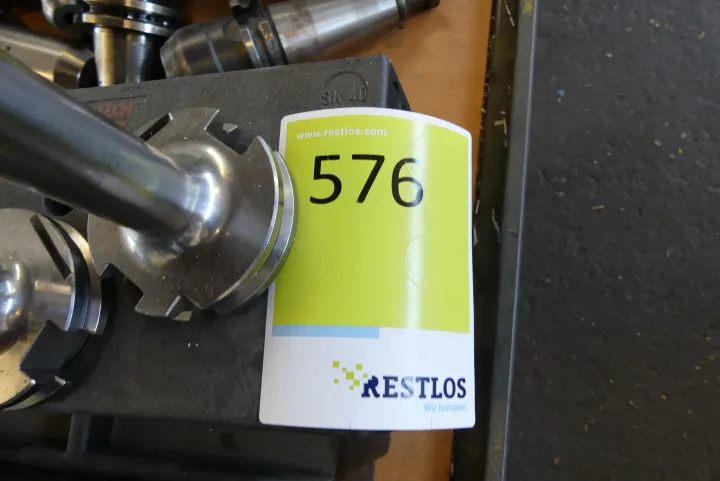 SK 40
www.restlos.com
576
RESTLOS
Wir handeln.